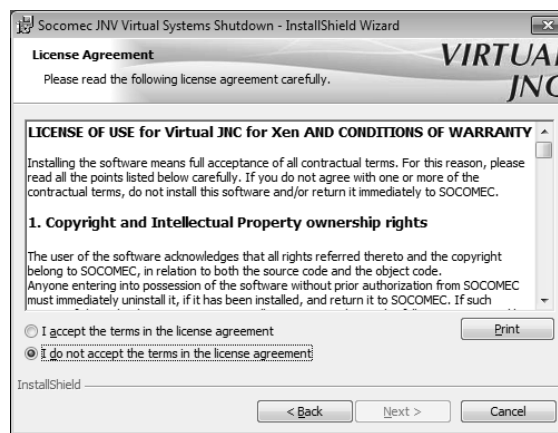 Socomec JNV Virtual Systems Shutdown - InstallShield Wizard
License Agreement
Please read the following license agreement carefully.
VIRTUAL
JNC
LICENSE OF USE for Virtual JNC for Xen AND CONDITIONS OF WARRANTY
Installing the software means full acceptance of all contractual terms. For this reason, please
read all the points listed below carefully. If you do not agree with one or more of the
contractual terms, do not install this software and/or return it immediately to SOCOMEC.
1. Copyright and Intellectual Property ownership rights
The user of the software acknowledges that all rights referred thereto and the copyright
belong to SOCOMEC, in relation to both the source code and the object code.
Anyone entering into possession of the software without prior authorization from SOCOMEC
must immediately uninstall it, if it has been installed, and return it to SOCOMEC. If such
I accept the terms in the license agreement
Print
I do not accept the terms in the license agreement
InstallShield
< Back
Next >
Cancel